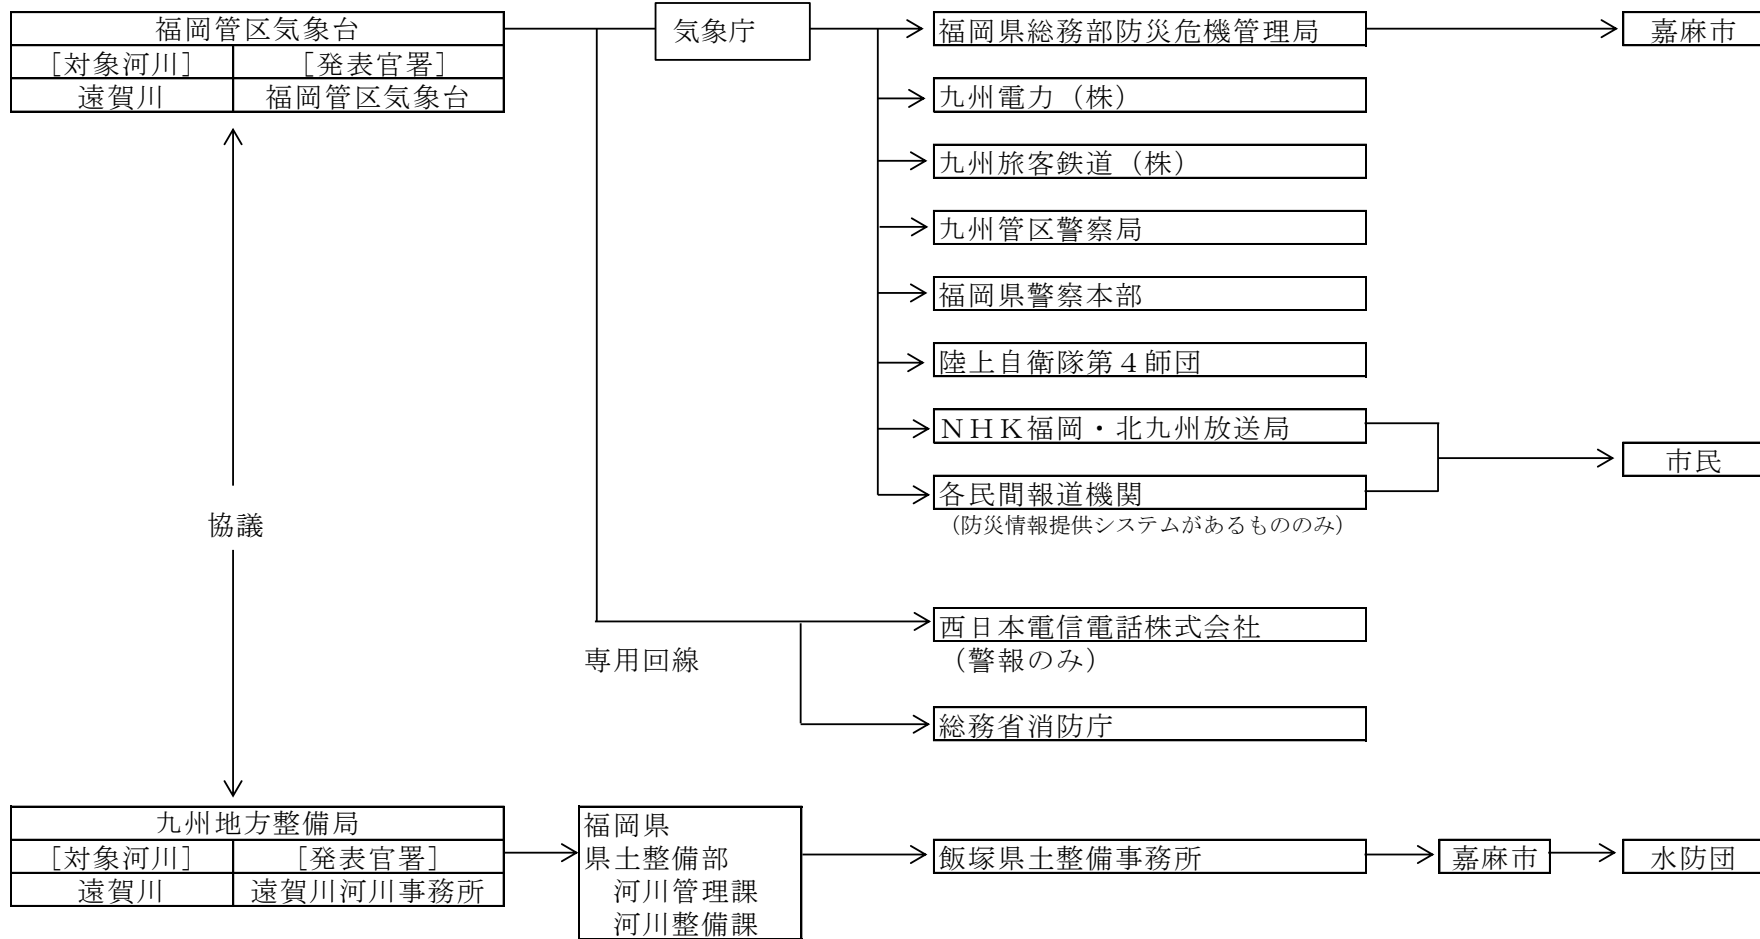 福岡管区気象台
［対象河川］ ［発表官署］
遠賀川 福岡管区気象台
気象庁
福岡県総務部防災危機管理局
嘉麻市
九州電力（株）
九州旅客鉄道（株）
九州管区警察局
福岡県警察本部
陸上自衛隊第４師団
ＮＨＫ福岡・北九州放送局
各民間報道機関
（防災情報提供システムがあるもののみ）
市民
協議
西日本電信電話株式会社
（警報のみ）
専用回線
総務省消防庁
九州地方整備局
［対象河川］ ［発表官署］
遠賀川 遠賀川河川事務所
福岡県
県土整備部
河川管理課
河川整備課
飯塚県土整備事務所
嘉麻市
水防団